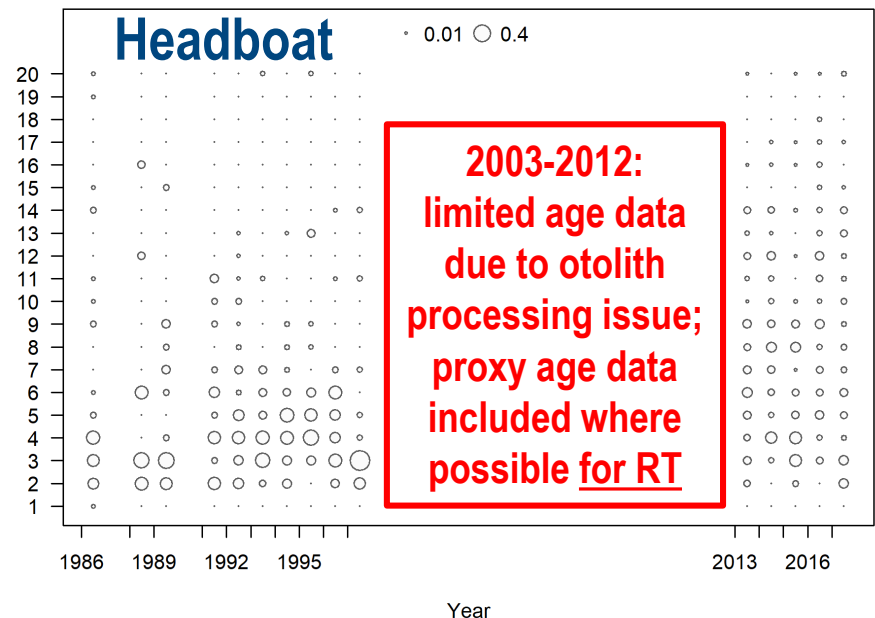 Headboat
0.01 0.4
20
19
18
17
16
15
14
13
12
11
10
9
8
7
6
5
4
3
2
1
2003-2012:
limited age data
due to otolith
processing issue;
proxy age data
included where
possible for RT
1986 1989 1992 1995 2013 2016
Year